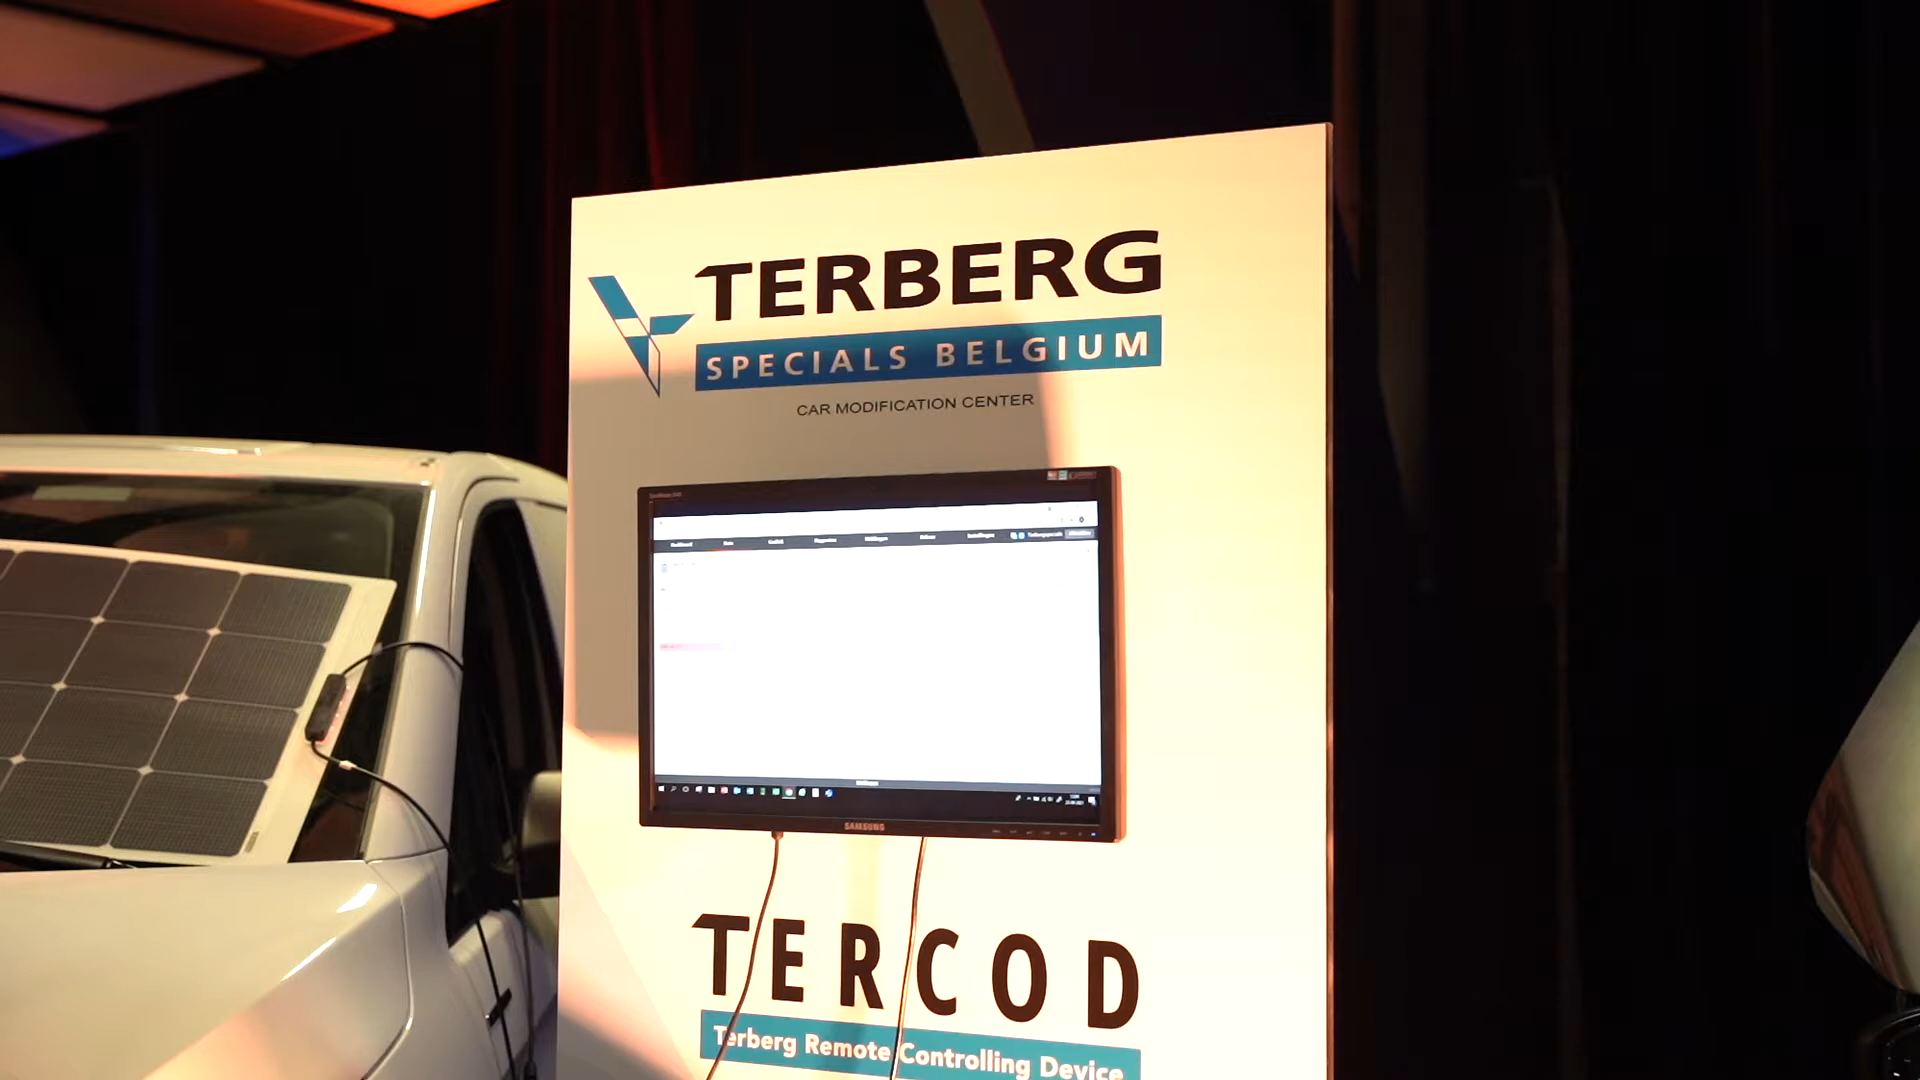 TERBERG
SPECIALS BELGIUM
CAR MODIFICATION CENTER
SAMSUNG
TERCOD
Terberg Remote Controlling Device